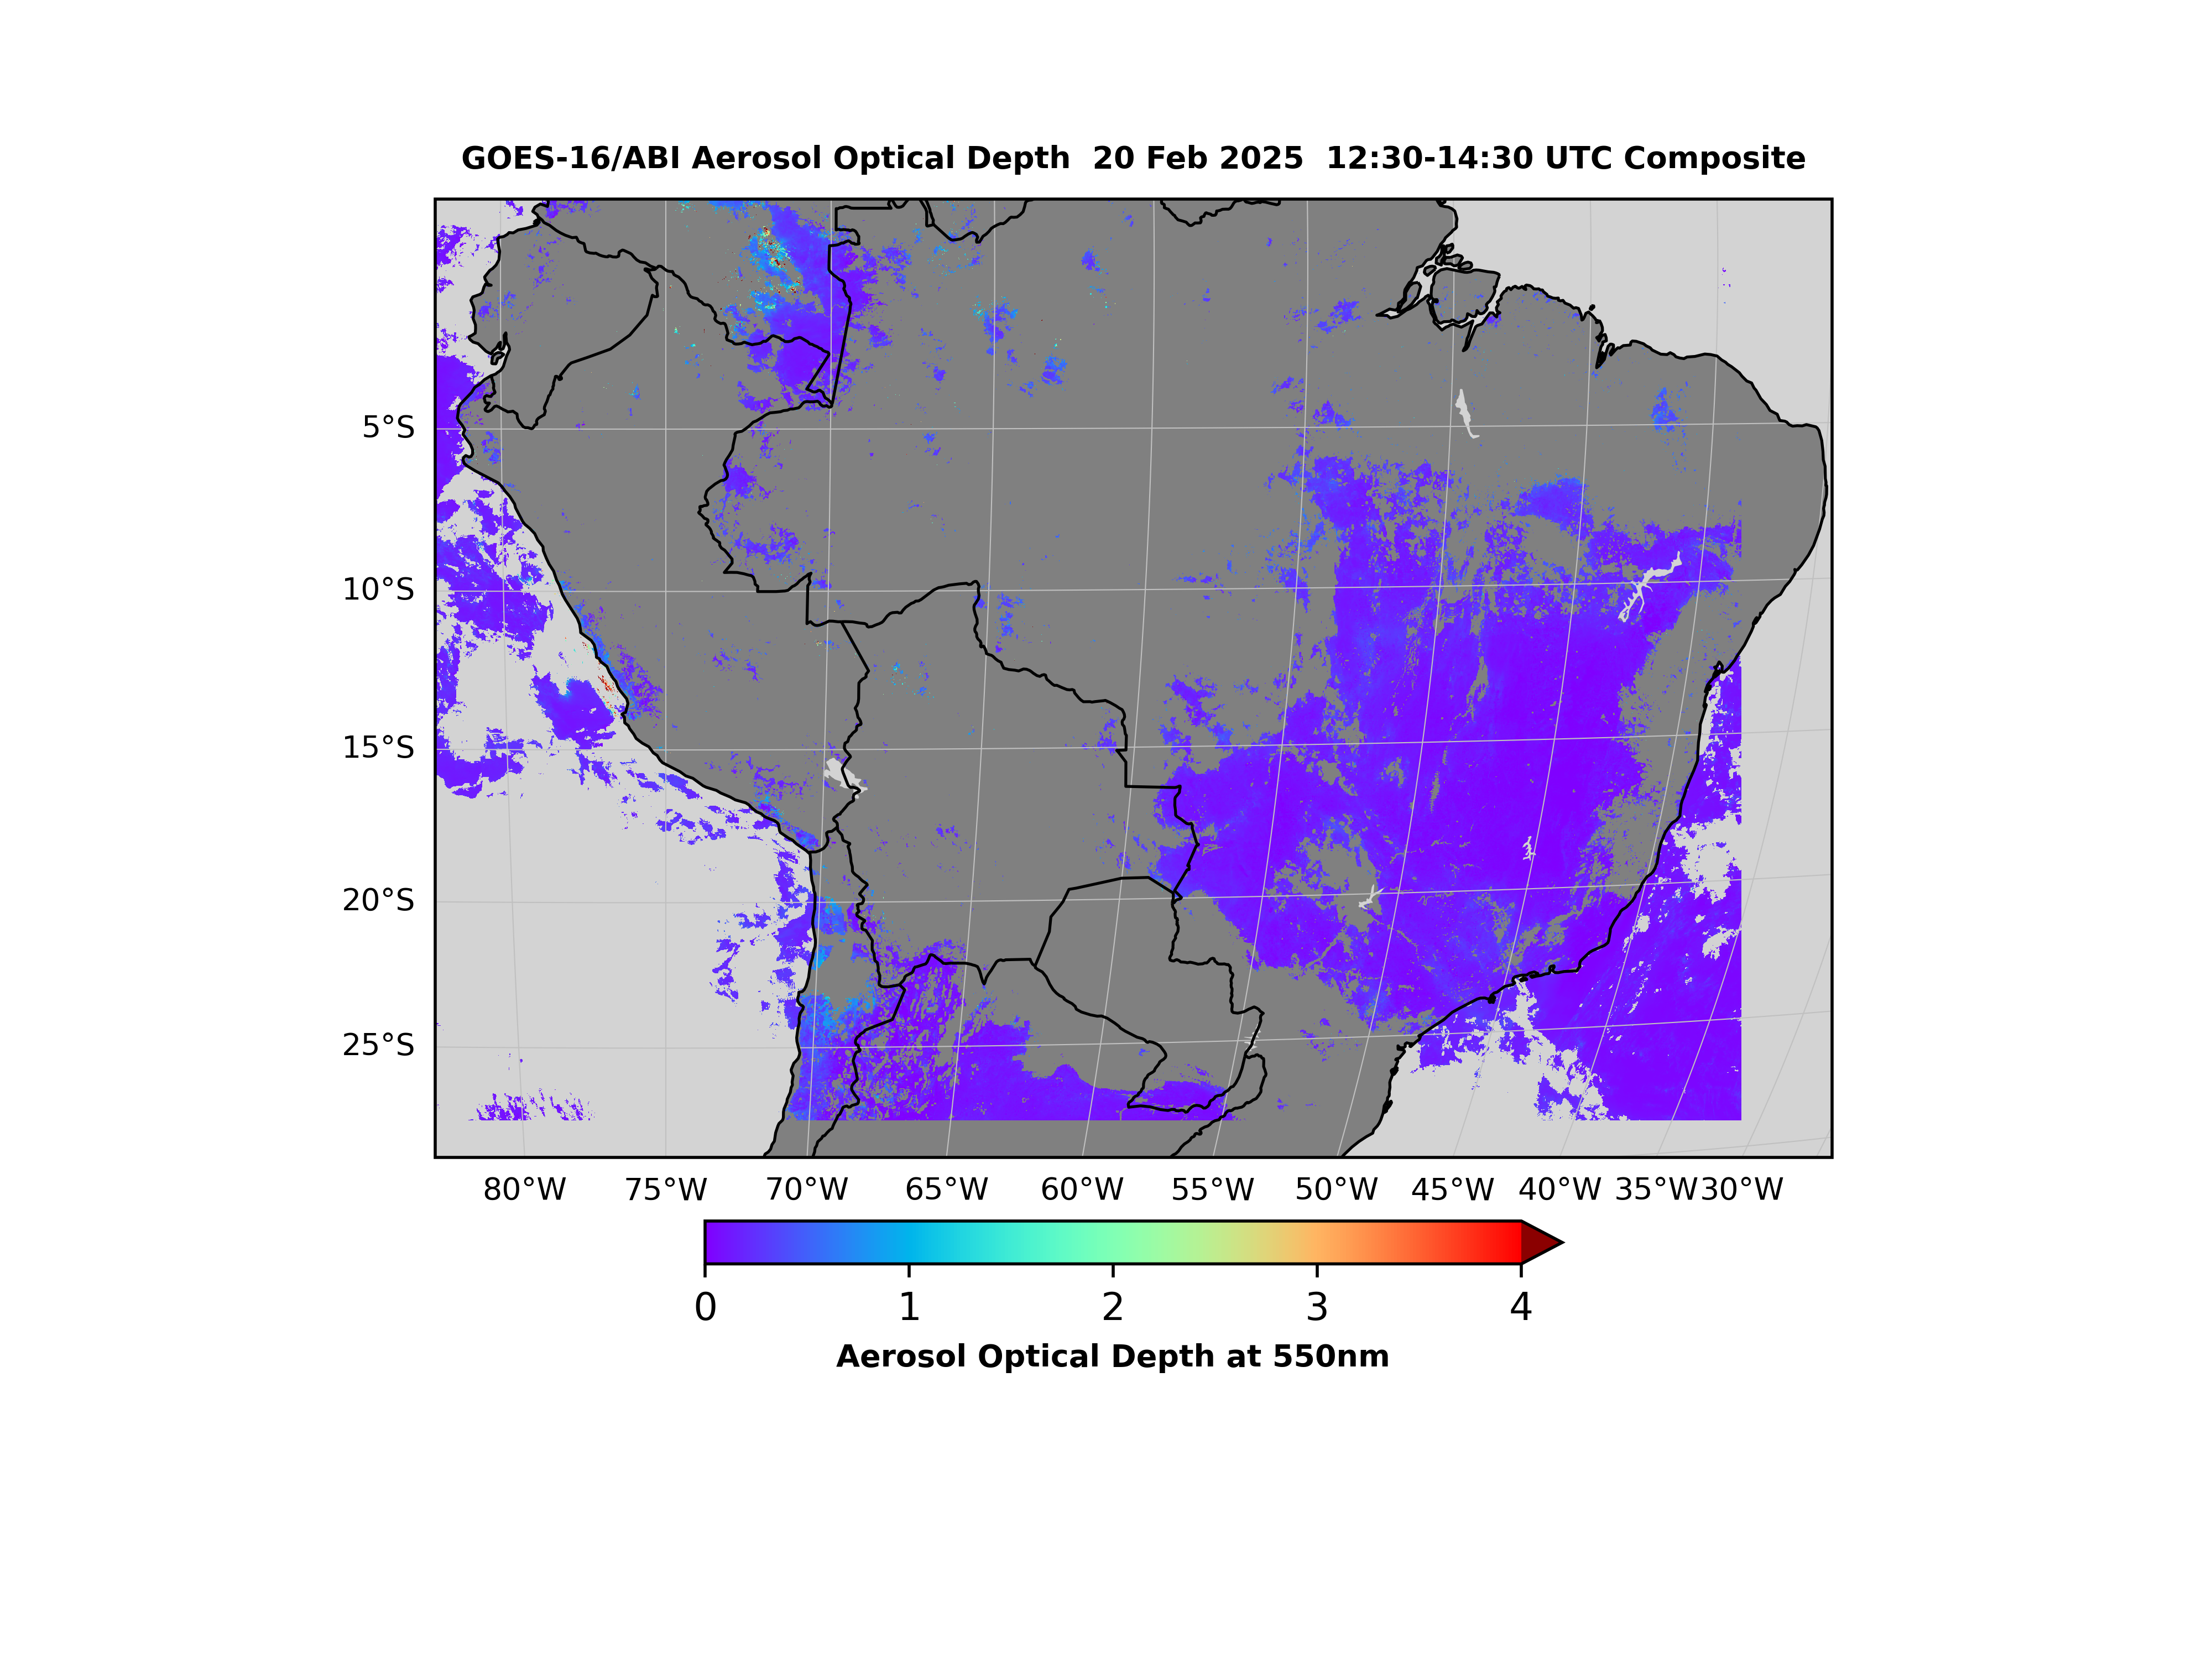 GOES-16/ABI Aerosol Optical Depth  20 Feb 2025  12:30-14:30 UTC Composite
5°S
10°S
15°S
20°S
25°S
80°W 75°W 70°W 65°W 60°W 55°W 50°W 45°W 40°W 35°W 30°W
0 1 2 3 4
Aerosol Optical Depth at 550nm